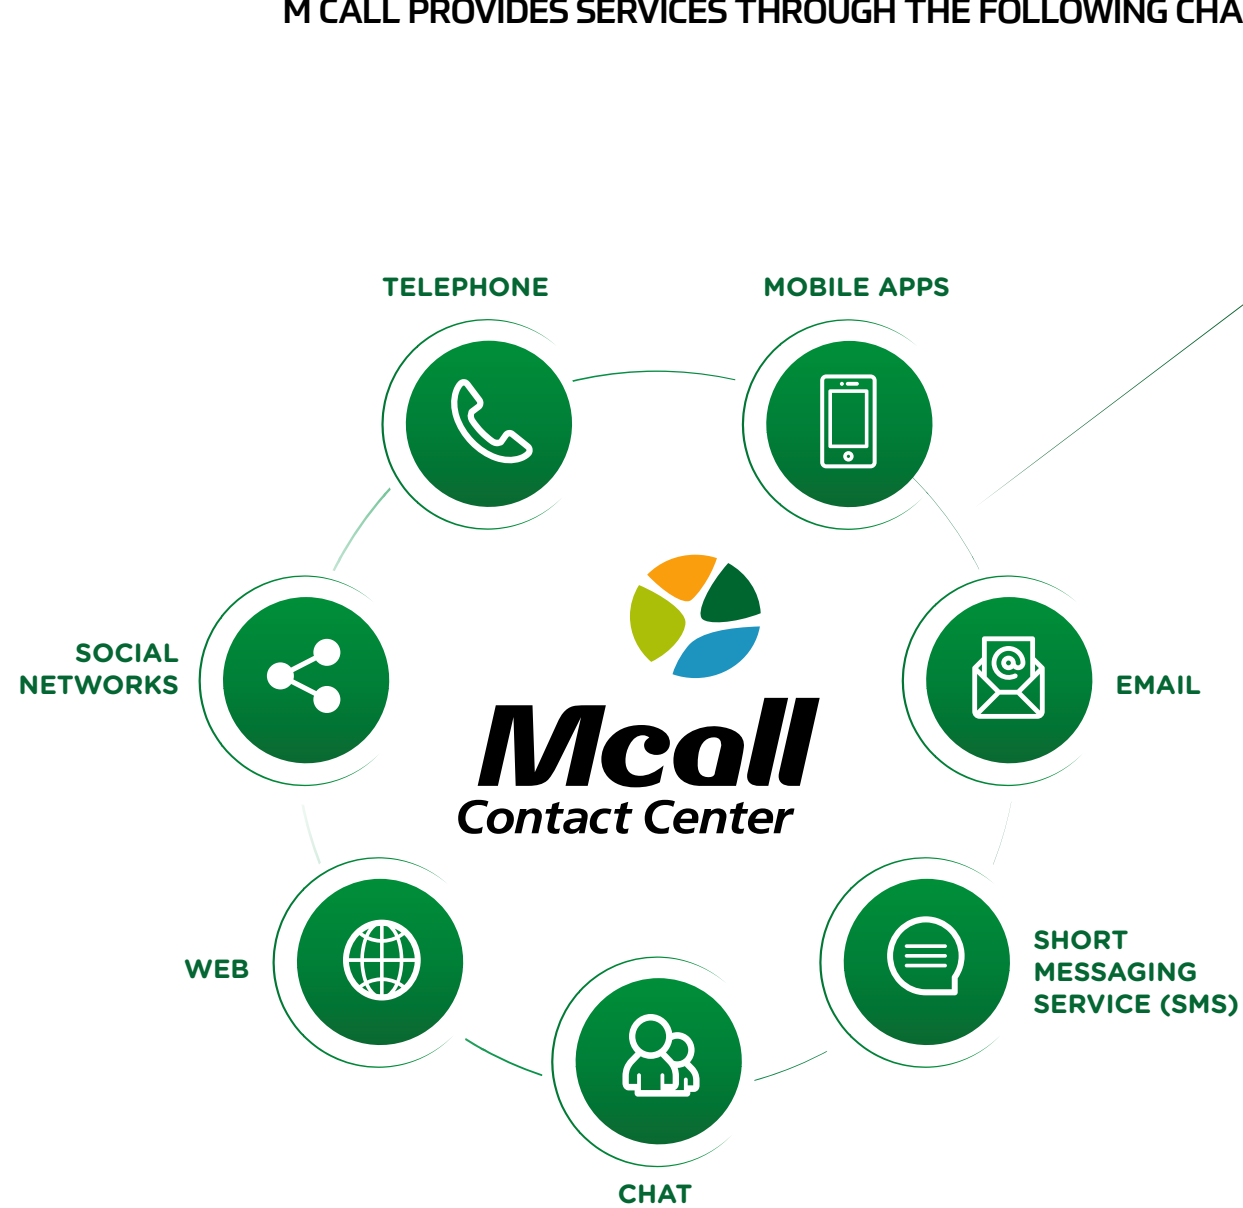 M CALL PROVIDES SERVICES THROUGH THE FOLLOWING CHA
TELEPHONE
MOBILE APPS
SOCIAL
NETWORKS
EMAIL
Mcall
Contact Center
WEB
SHORT
MESSAGING
SERVICE (SMS)
CHAT